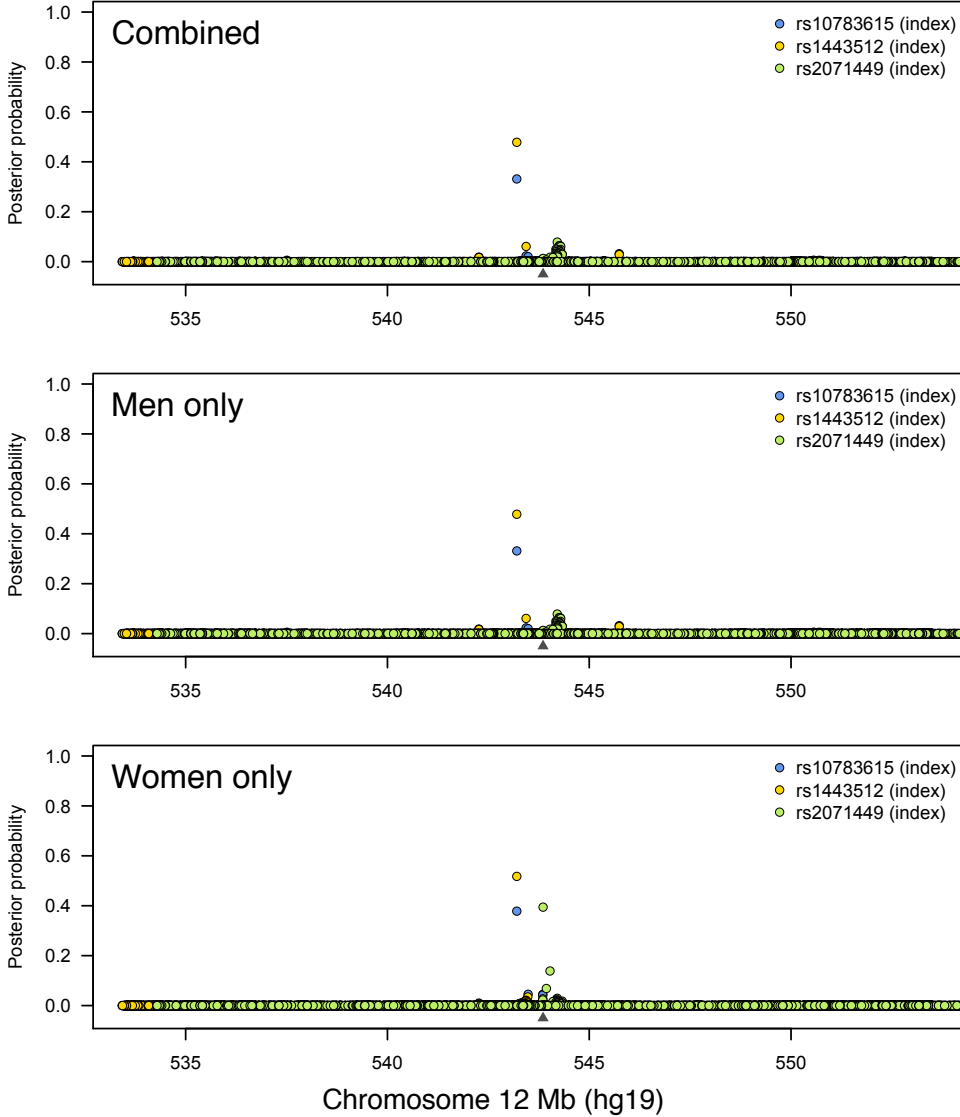 Combined
rs10783615 (index)
rs1443512 (index)
rs2071449 (index)
Posterior probability
1.0
0.8
0.6
0.4
0.2
0.0
535 540 545 550
Men only
rs10783615 (index)
rs1443512 (index)
rs2071449 (index)
Posterior probability
1.0
0.8
0.6
0.4
0.2
0.0
535 540 545 550
Women only
rs10783615 (index)
rs1443512 (index)
rs2071449 (index)
Posterior probability
1.0
0.8
0.6
0.4
0.2
0.0
535 540 545 550
Chromosome 12 Mb (hg19)